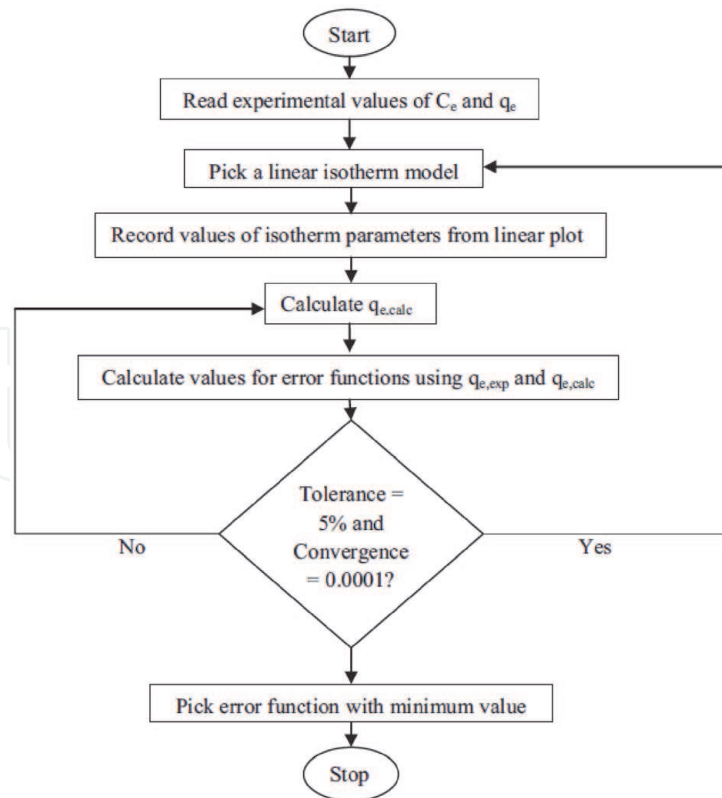 Start
Read experimental values of Cₑ and qₑ
Pick a linear isotherm model
Record values of isotherm parameters from linear plot
Calculate qₑ,calc
Calculate values for error functions using qₑ,exp and qₑ,calc
Tolerance =
5% and
Convergence
= 0.0001?
No
Yes
Pick error function with minimum value
Stop